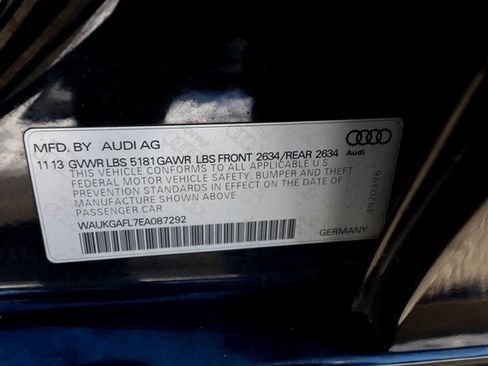 MFD. BY AUDI AG
11 13 GVWR LBS 5181 GAWR LBS FRONT 2634/REAR 2634
Audi
THIS VEHICLE CONFORMS TO ALL APPLICABLE U.S
FEDERAL MOTOR VEHICLE SAFETY, BUMPER AND THEFT
PREVENTION STANDARDS IN EFFECT ON THE DATE
OF MANUFACTURE SHOWN ABOVE
PASSENGER CAR
WAUKGAFL7EA087292
GERMANY